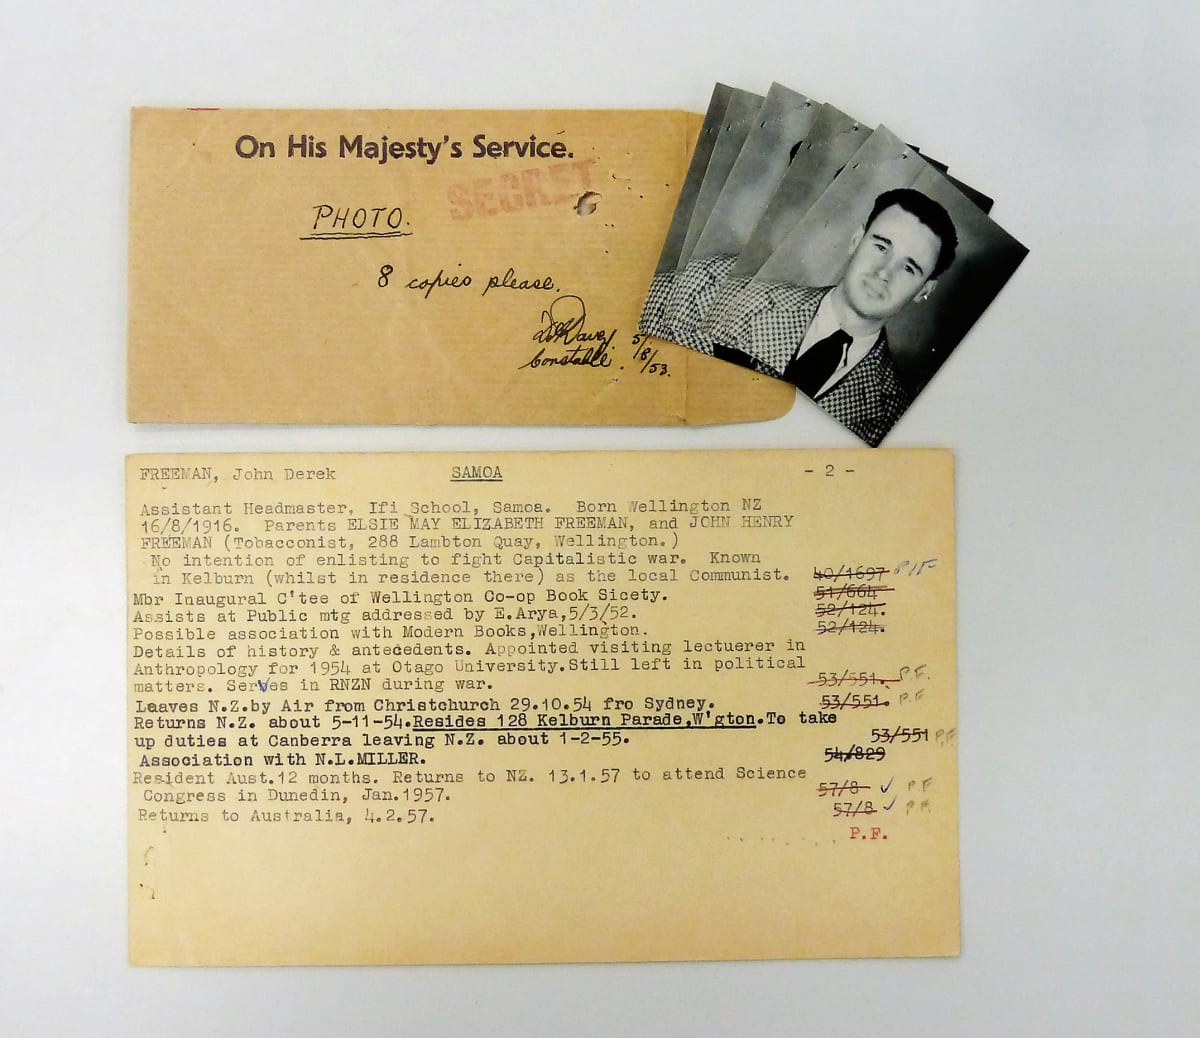 On His Majesty's Service.
SECRET
PHOTO.
8 copies please.
Constable. 5/8/53.
FREEMAN, John Derek SAMOA - 2 -
Assistant Headmaster, Ifi School, Samoa. Born Wellington NZ
16/8/1916. Parents ELSIE MAY ELIZABETH FREEMAN, and JOHN HENRY
FREEMAN (Tobacconist, 288 Lambton Quay, Wellington.)
No intention of enlisting to fight Capitalistic war. Known
in Kelburn (whilst in residence there) as the local Communist. 40/1697 P.F.
Mbr Inaugural C'tee of Wellington Co-op Book Sicety. 51/664
Assists at Public mtg addressed by E.Arya,5/3/52. 52/124.
Possible association with Modern Books,Wellington. 52/124.
Details of history & antecedents. Appointed visiting lectuerer in
Anthropology for 1954 at Otago University.Still left in political
matters. Serves in RNZN during war. 53/551. P.F.
Leaves N.Z.by Air from Christchurch 29.10.54 fro Sydney. 53/551. P.F.
Returns N.Z. about 5-11-54.Resides 128 Kelburn Parade,W'gton.To take
up duties at Canberra leaving N.Z. about 1-2-55. 53/551 P.F.
Association with N.L.MILLER. 54/829
Resident Aust.12 months. Returns to NZ. 13.1.57 to attend Science
Congress in Dunedin, Jan.1957. 57/8 ✓ P.F.
Returns to Australia, 4.2.57. 57/8 ✓ P.F.
P.F.